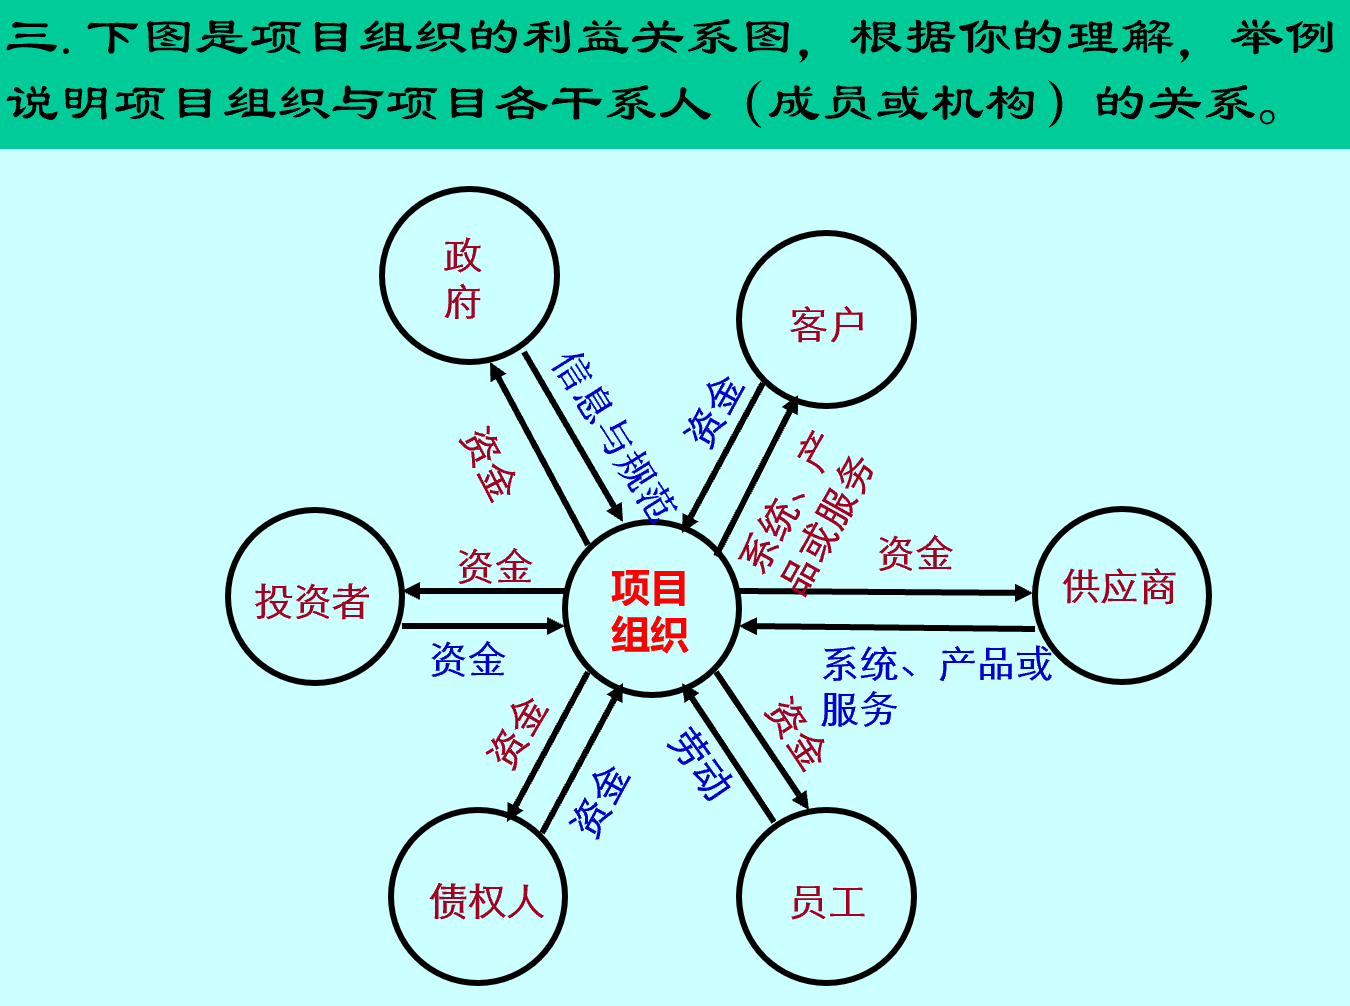 三.下图是项目组织的利益关系图，根据你的理解，举例
说明项目组织与项目各干系人（成员或机构）的关系。
政
府
客户
信息与规范
资金
资金
系统、产
品或服务
资金
投资者
资金
资金
项目
组织
供应商
系统、产品或
服务
资金
资金
劳动
资金
债权人
员工